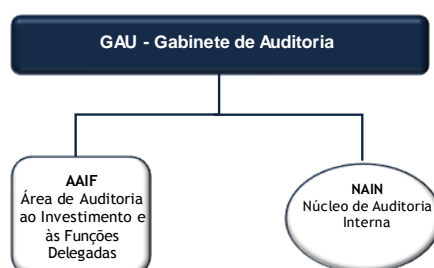 GAU - Gabinete de Auditoria
AAIF
Área de Auditoria
ao Investimento e
às Funções
Delegadas
NAIN
Núcleo de Auditoria
Interna